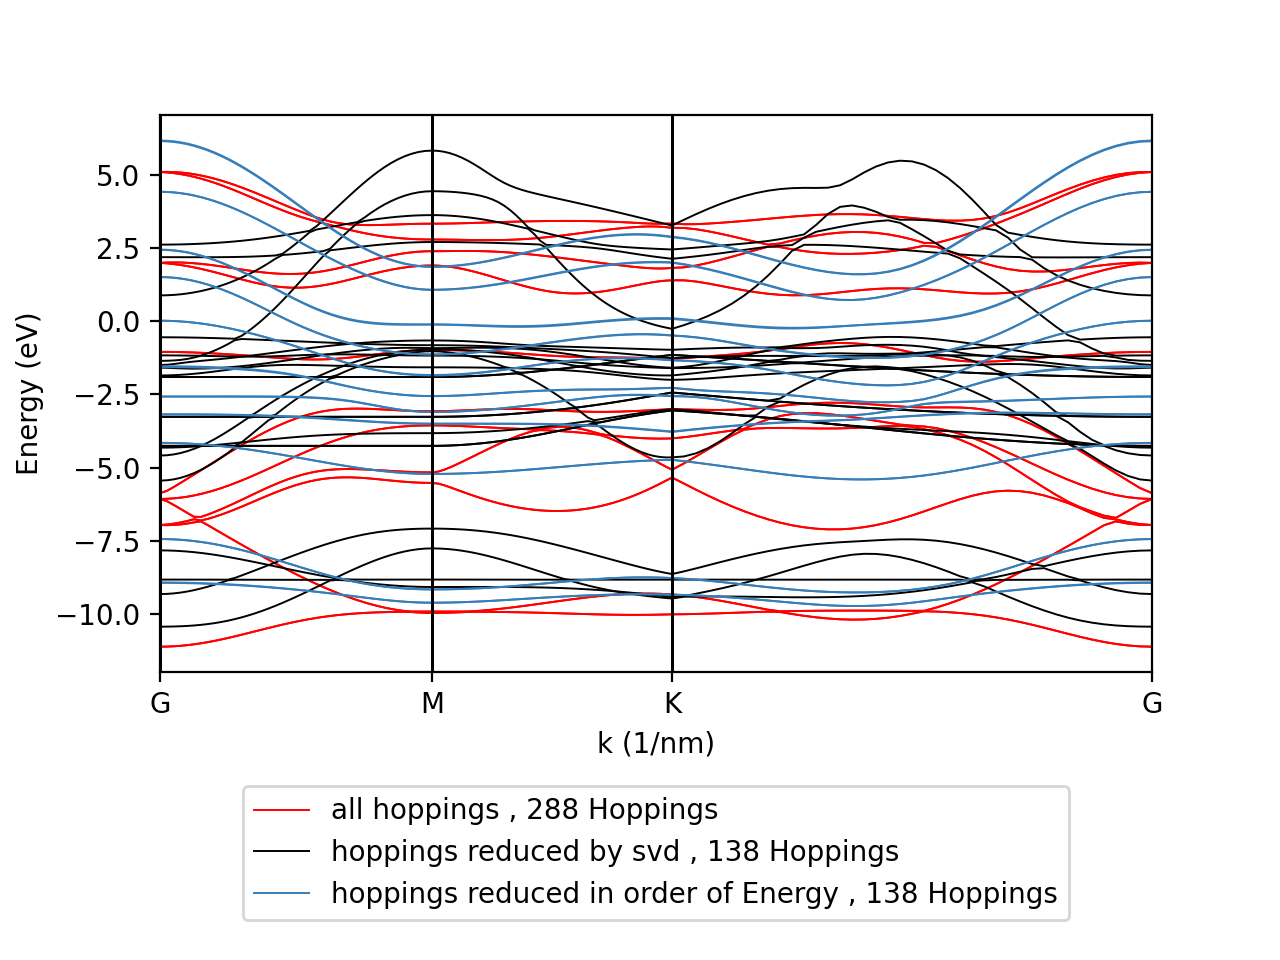 Energy (eV)
5.0
2.5
0.0
−2.5
−5.0
−7.5
−10.0
G M K G
k (1/nm)
all hoppings , 288 Hoppings
hoppings reduced by svd , 138 Hoppings
hoppings reduced in order of Energy , 138 Hoppings